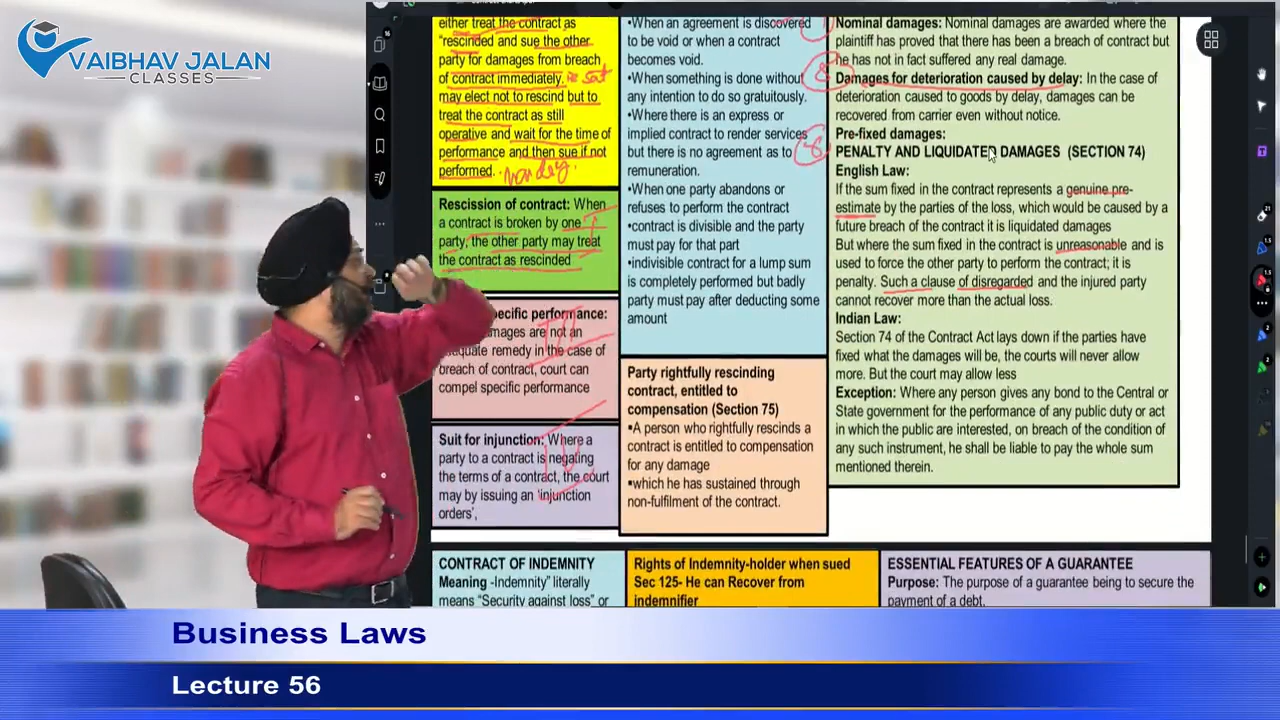 VAIBHAV JALAN
CLASSES
either treat the contract as
“rescinded and sue the other
party for damages from breach
of contract immediately.
may elect not to rescind but to
treat the contract as still
operative and wait for the time of
performance and then sue if not
performed.
Rescission of contract: When
a contract is broken by one
party, the other party may treat
the contract as rescinded
ecific performance:
mages are not an
equate remedy in the case of
breach of contract, court can
compel specific performance
Suit for injunction: Where a
party to a contract is negating
the terms of a contract, the court
may by issuing an ‘injunction
orders’,
•When an agreement is discovered
to be void or when a contract
becomes void.
•When something is done without
any intention to do so gratuitously.
•Where there is an express or
implied contract to render services
but there is no agreement as to
remuneration.
•When one party abandons or
refuses to perform the contract
•contract is divisible and the party
must pay for that part
•indivisible contract for a lump sum
is completely performed but badly
party must pay after deducting some
amount
Party rightfully rescinding
contract, entitled to
compensation (Section 75)
▪A person who rightfully rescinds a
contract is entitled to compensation
for any damage
▪which he has sustained through
non-fulfilment of the contract.
Nominal damages: Nominal damages are awarded where the
plaintiff has proved that there has been a breach of contract but
he has not in fact suffered any real damage.
Damages for deterioration caused by delay: In the case of
deterioration caused to goods by delay, damages can be
recovered from carrier even without notice.
Pre-fixed damages:
PENALTY AND LIQUIDATED DAMAGES (SECTION 74)
English Law:
If the sum fixed in the contract represents a genuine pre-
estimate by the parties of the loss, which would be caused by a
future breach of the contract it is liquidated damages
But where the sum fixed in the contract is unreasonable and is
used to force the other party to perform the contract; it is
penalty. Such a clause of disregarded and the injured party
cannot recover more than the actual loss.
Indian Law:
Section 74 of the Contract Act lays down if the parties have
fixed what the damages will be, the courts will never allow
more. But the court may allow less
Exception: Where any person gives any bond to the Central or
State government for the performance of any public duty or act
in which the public are interested, on breach of the condition of
any such instrument, he shall be liable to pay the whole sum
mentioned therein.
CONTRACT OF INDEMNITY
Meaning -Indemnity” literally
means “Security against loss” or
Rights of Indemnity-holder when sued
Sec 125- He can Recover from
indemnifier
ESSENTIAL FEATURES OF A GUARANTEE
Purpose: The purpose of a guarantee being to secure the
payment of a debt.
Business Laws
Lecture 56